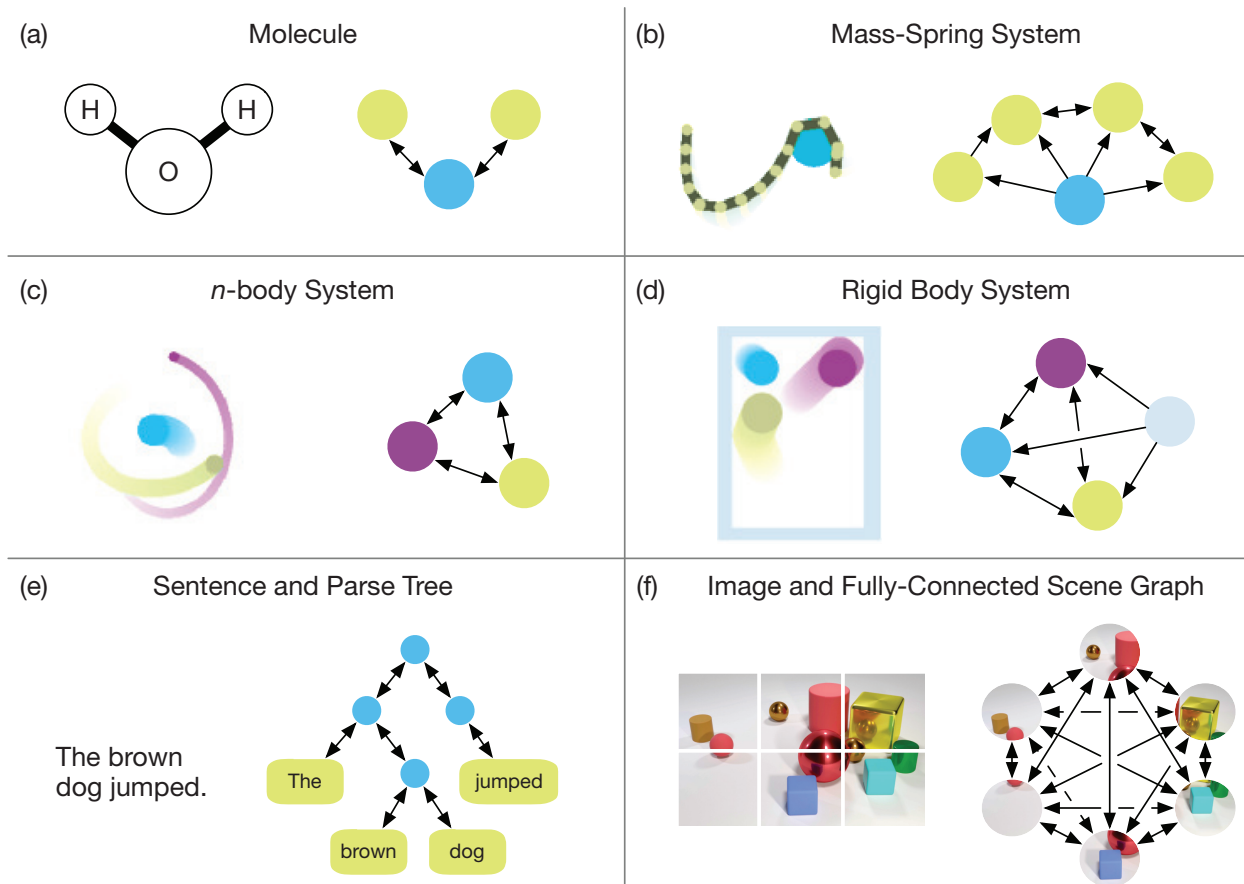 (a) Molecule
H H
O
(b) Mass-Spring System
(c) n-body System
(d) Rigid Body System
(e) Sentence and Parse Tree
The brown
dog jumped.
The jumped
brown dog
(f) Image and Fully-Connected Scene Graph